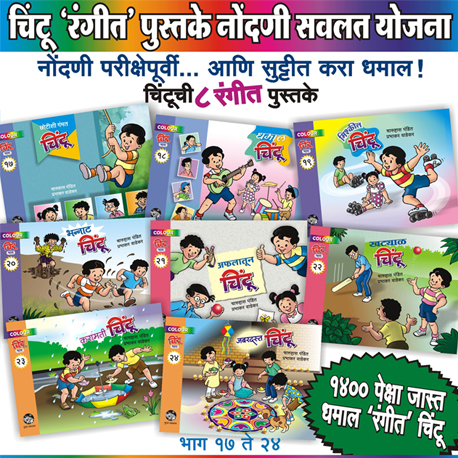 चिंटू ‘रंगीत’ पुस्तके नोंदणी सवलत योजना
नोंदणी परीक्षेपूर्वी... आणि सुट्टीत करा धमाल !
चिंटूची ८ रंगीत पुस्तके
छोटीशी गंमत
चिंटू
चारुहास पंडित
प्रभाकर वाडेकर
COLOUR
चिंटू
१७
धमाल
चिंटू
चारुहास पंडित
प्रभाकर वाडेकर
COLOUR
चिंटू
१८
चिंटू
चारुहास पंडित
प्रभाकर वाडेकर
COLOUR
चिंटू
१९
भन्नाट
चिंटू
चारुहास पंडित
प्रभाकर वाडेकर
COLOUR
चिंटू
२०
अफलातून
चिंटू
चारुहास पंडित
प्रभाकर वाडेकर
COLOUR
चिंटू
२१
खट्याळ
चिंटू
चारुहास पंडित
प्रभाकर वाडेकर
COLOUR
चिंटू
२२
करामती
चिंटू
चारुहास पंडित
प्रभाकर वाडेकर
COLOUR
चिंटू
२३
जबरदस्त
चिंटू
चारुहास पंडित
प्रभाकर वाडेकर
COLOUR
चिंटू
२४
१४०० पेक्षा जास्त
धमाल ‘रंगीत’ चिंटू
भाग १७ ते २४